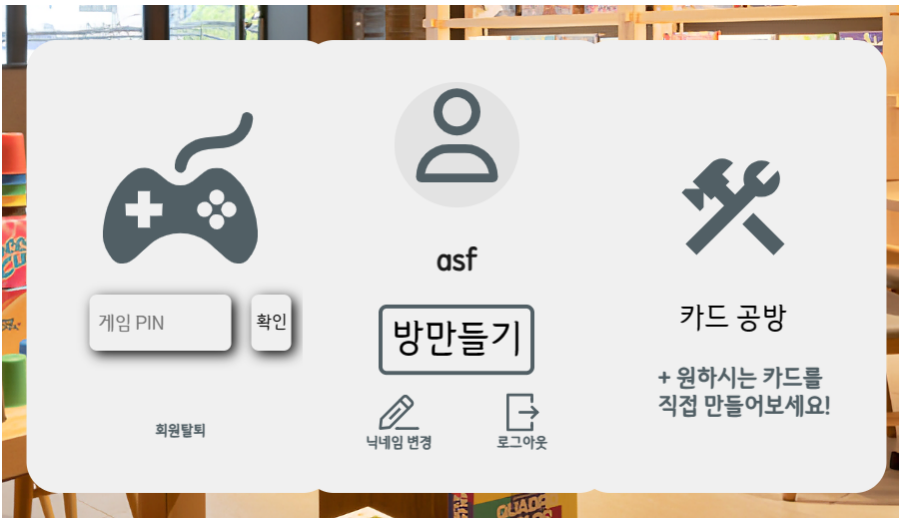 게임 PIN
확인
회원탈퇴
asf
방만들기
닉네임 변경
로그아웃
카드 공방
+ 원하시는 카드를
직접 만들어보세요!
QUADR